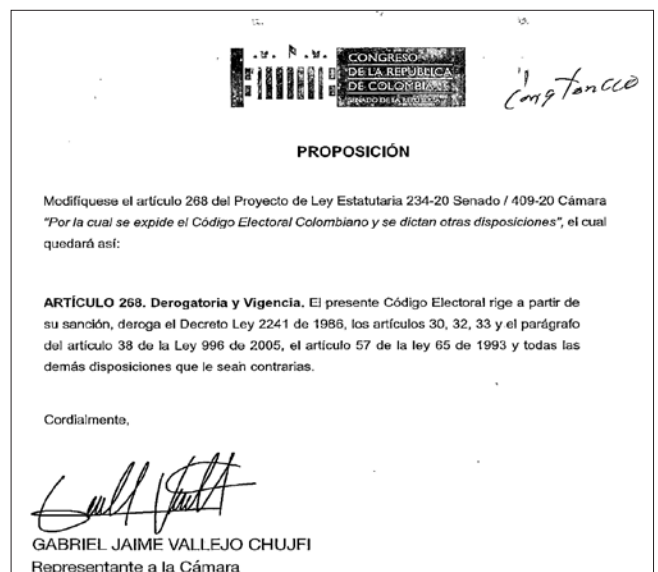 CONGRESO
DE LA REPÚBLICA
DE COLOMBIA
SENADO DE LA REPÚBLICA
Constancia
PROPOSICIÓN
Modifíquese el artículo 268 del Proyecto de Ley Estatutaria 234-20 Senado / 409-20 Cámara
"Por la cual se expide el Código Electoral Colombiano y se dictan otras disposiciones", el cual
quedará así:
ARTÍCULO 268. Derogatoria y Vigencia. El presente Código Electoral rige a partir de
su sanción, deroga el Decreto Ley 2241 de 1986, los artículos 30, 32, 33 y el parágrafo
del artículo 38 de la Ley 996 de 2005, el artículo 57 de la ley 65 de 1993 y todas las
demás disposiciones que le sean contrarias.
Cordialmente,
GABRIEL JAIME VALLEJO CHUJFI
Representante a la Cámara